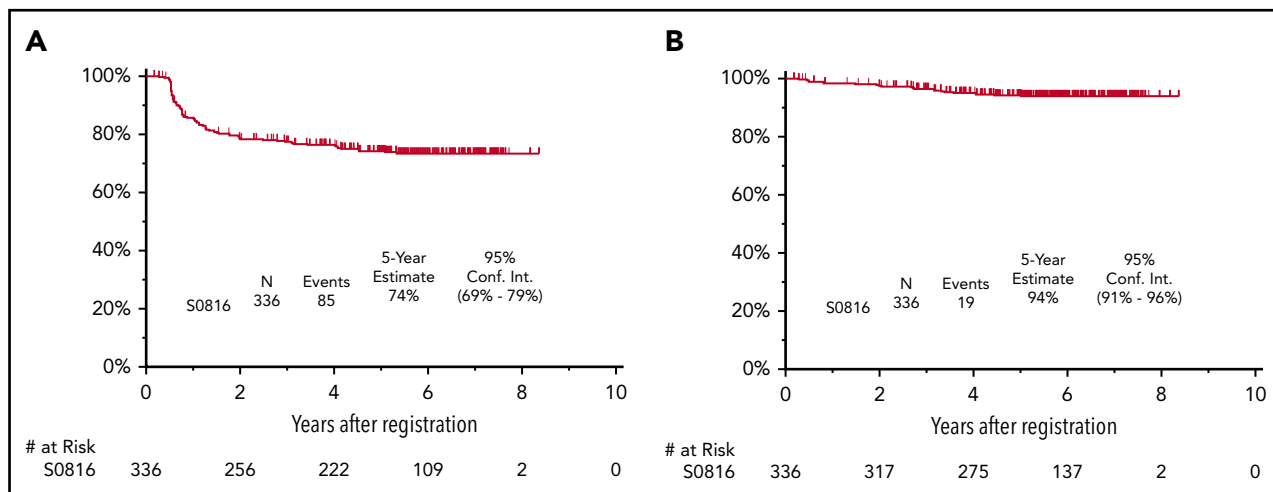 A
100%
80%
60%
40%
20%
0%
N
336
Events
85
5-Year
Estimate
74%
95%
Conf. Int.
(69% - 79%)
S0816
0 2 4 6 8 10
Years after registration
# at Risk
S0816 336 256 222 109 2 0
B
100%
80%
60%
40%
20%
0%
N
336
Events
19
5-Year
Estimate
94%
95%
Conf. Int.
(91% - 96%)
S0816
0 2 4 6 8 10
Years after registration
# at Risk
S0816 336 317 275 137 2 0